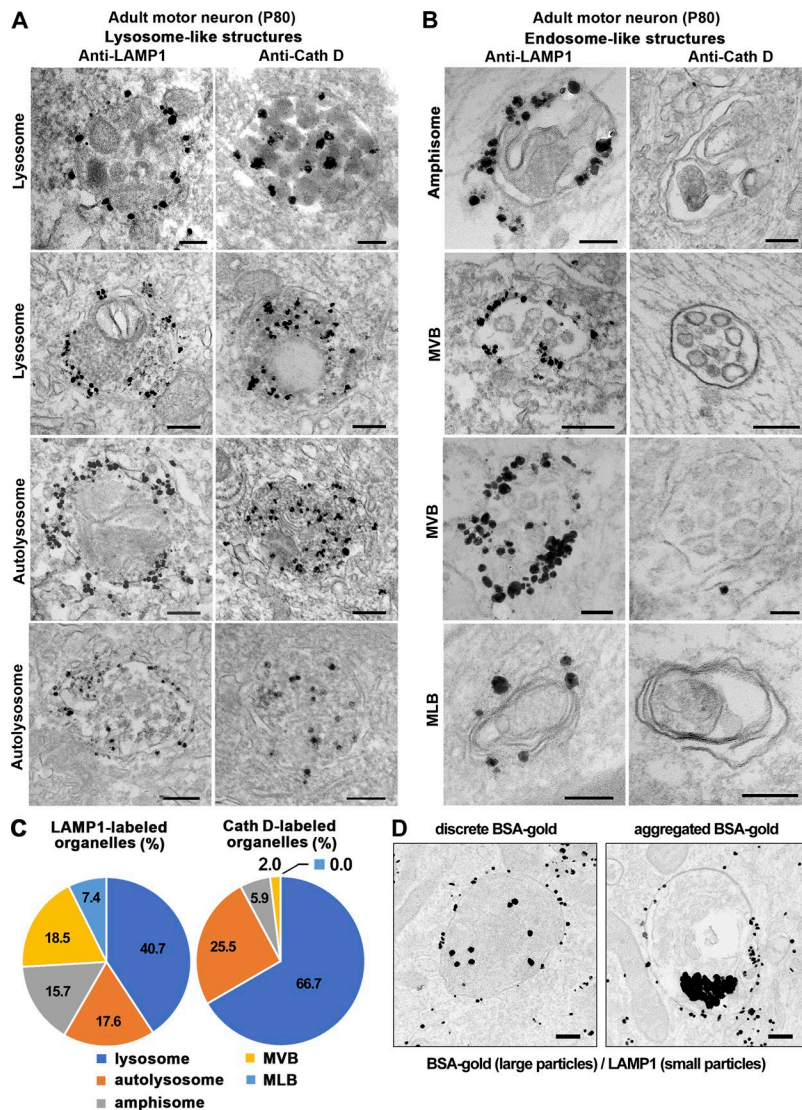 A
Adult motor neuron (P80)
Lysosome-like structures
Anti-LAMP1 Anti-Cath D
Lysosome
Lysosome
Autolysosome
Autolysosome
B
Adult motor neuron (P80)
Endosome-like structures
Anti-LAMP1 Anti-Cath D
Amphisome
MVB
MVB
MLB
C
LAMP1-labeled
organelles (%)
7.4
18.5
40.7
15.7
17.6
Cath D-labeled
organelles (%)
2.0 0.0
5.9
25.5
66.7
lysosome MVB
autolysosome MLB
amphisome
D
discrete BSA-gold aggregated BSA-gold
BSA-gold (large particles) / LAMP1 (small particles)